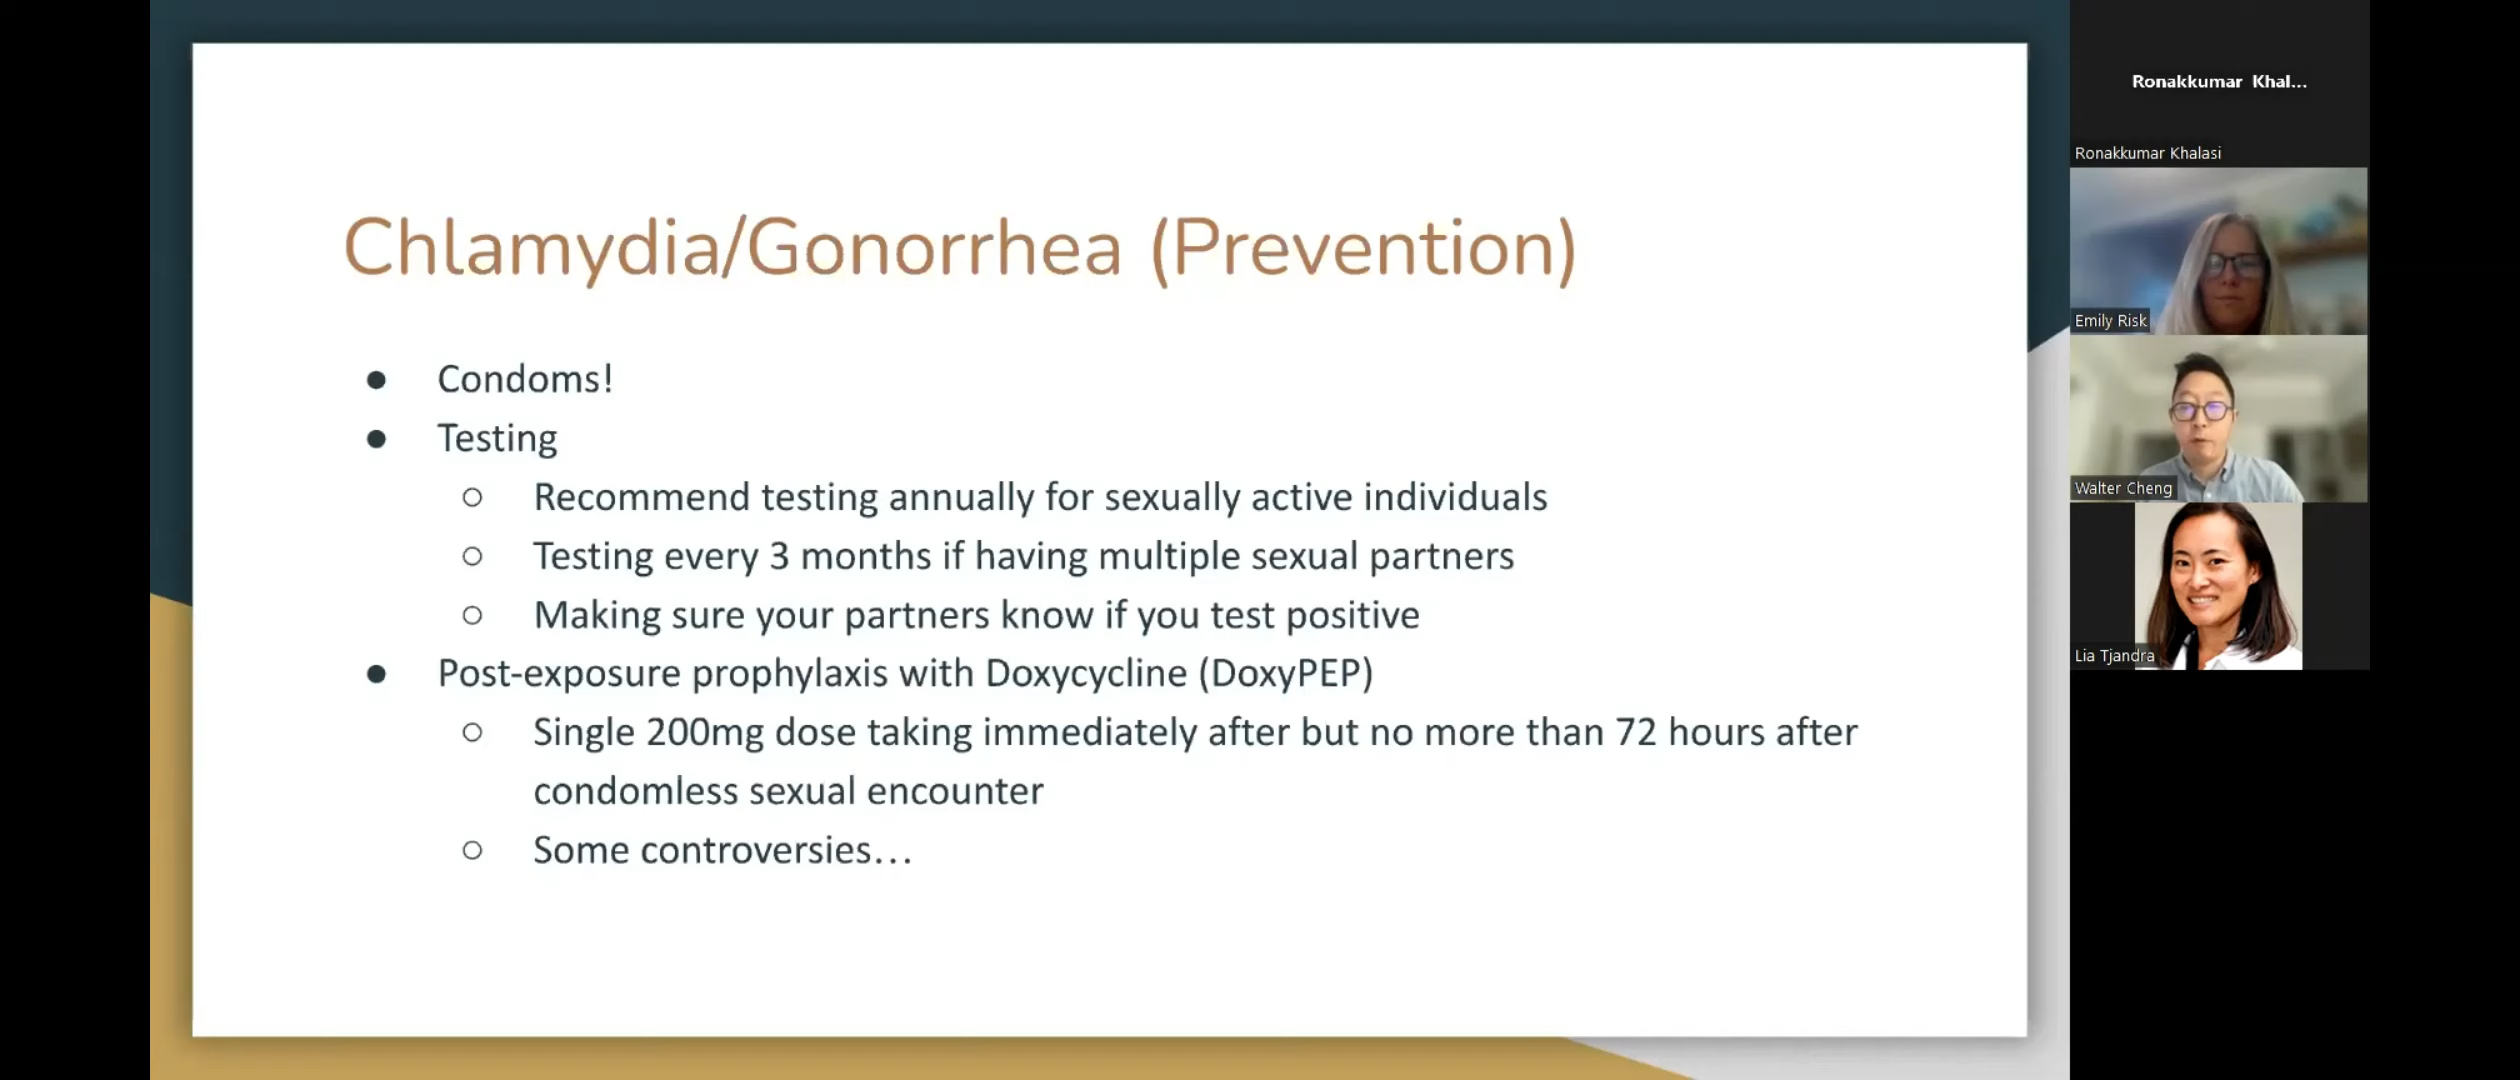 Chlamydia/Gonorrhea (Prevention)
● Condoms!
● Testing
○ Recommend testing annually for sexually active individuals
○ Testing every 3 months if having multiple sexual partners
○ Making sure your partners know if you test positive
● Post-exposure prophylaxis with Doxycycline (DoxyPEP)
○ Single 200mg dose taking immediately after but no more than 72 hours after
condomless sexual encounter
○ Some controversies…
Ronakkumar Khal...
Ronakkumar Khalasi
Emily Risk
Walter Cheng
Lia Tjandra